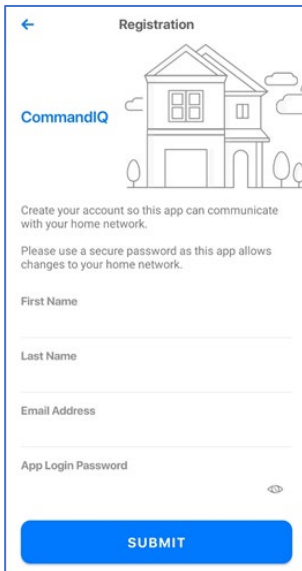 Registration
CommandIQ
Create your account so this app can communicate
with your home network.
Please use a secure password as this app allows
changes to your home network.
First Name
Last Name
Email Address
App Login Password
SUBMIT